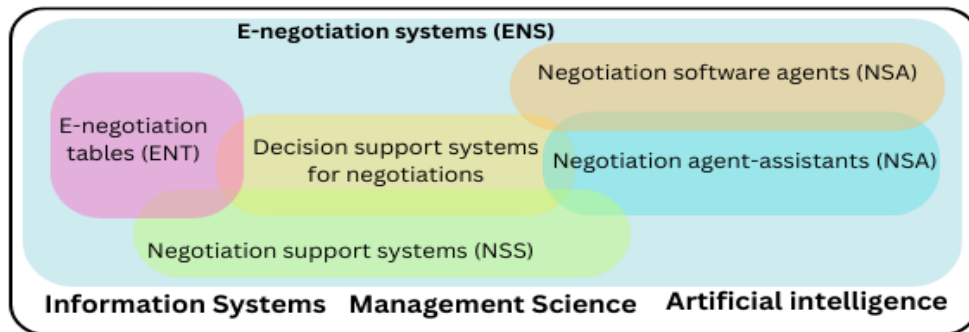 E-negotiation systems (ENS)
Negotiation software agents (NSA)
E-negotiation
tables (ENT)
Decision support systems
for negotiations
Negotiation agent-assistants (NSA)
Negotiation support systems (NSS)
Information Systems
Management Science
Artificial intelligence